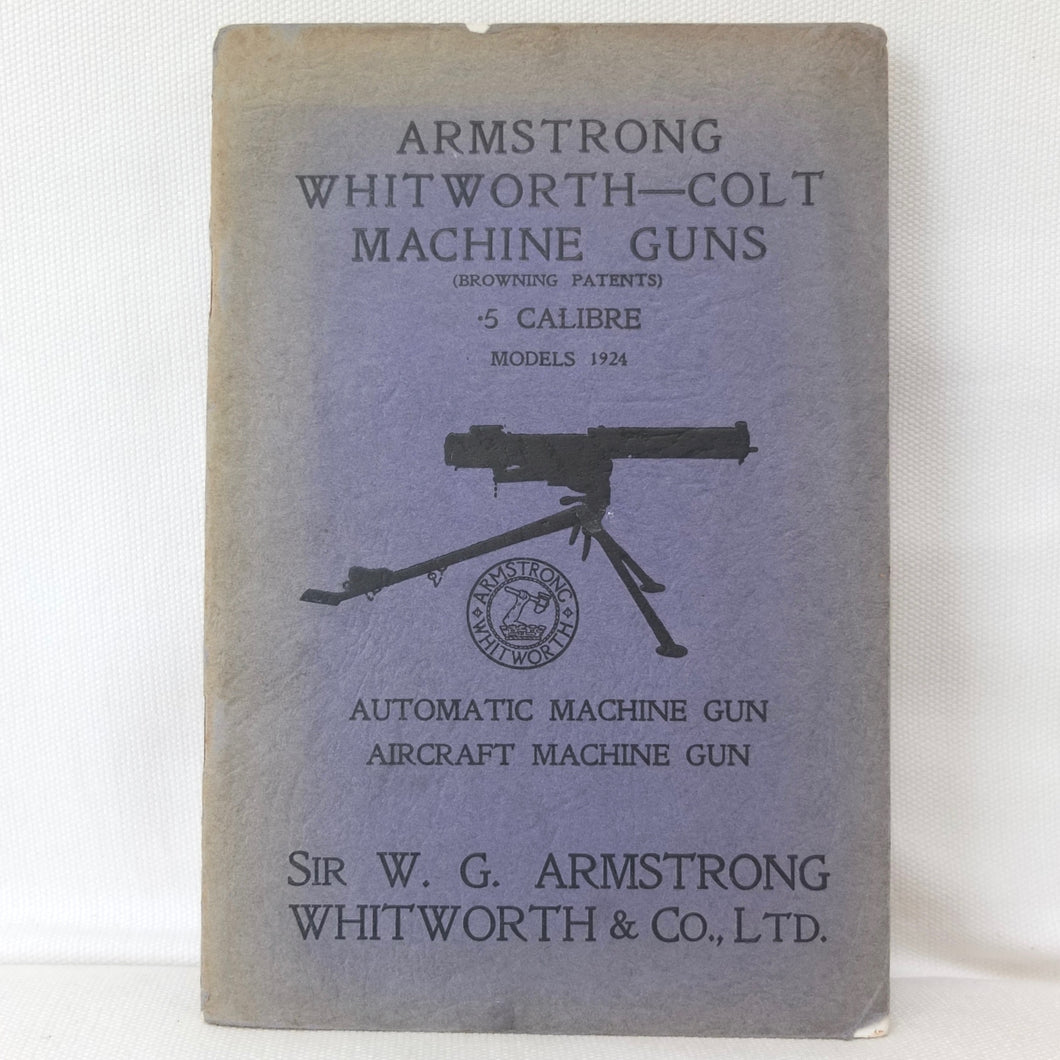 ARMSTRONG
WHITWORTH—COLT
MACHINE GUNS
(BROWNING PATENTS)
·5 CALIBRE
MODELS 1924
ARMSTRONG
WHITWORTH
AUTOMATIC MACHINE GUN
AIRCRAFT MACHINE GUN
SIR W. G. ARMSTRONG
WHITWORTH & CO., LTD.